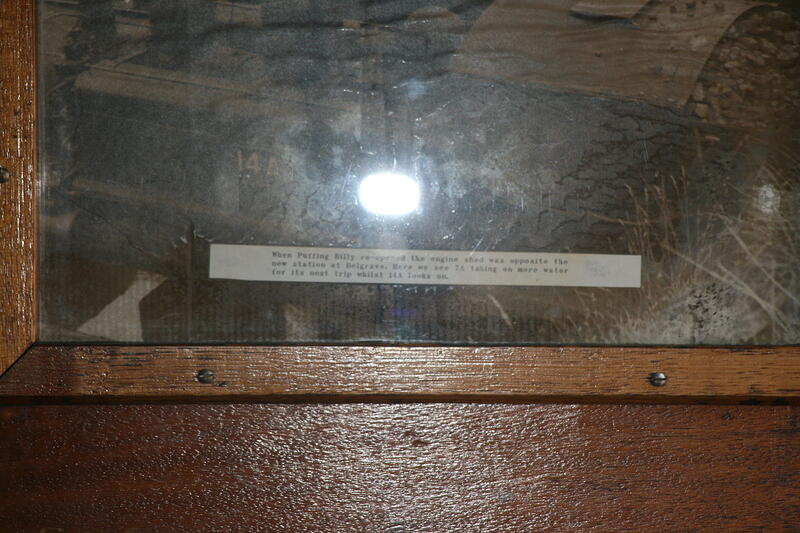 14A
When Puffing Billy re-opened the engine shed was opposite the
new station at Belgrave. Here we see 7A taking on more water
for its next trip whilst 14A looks on.